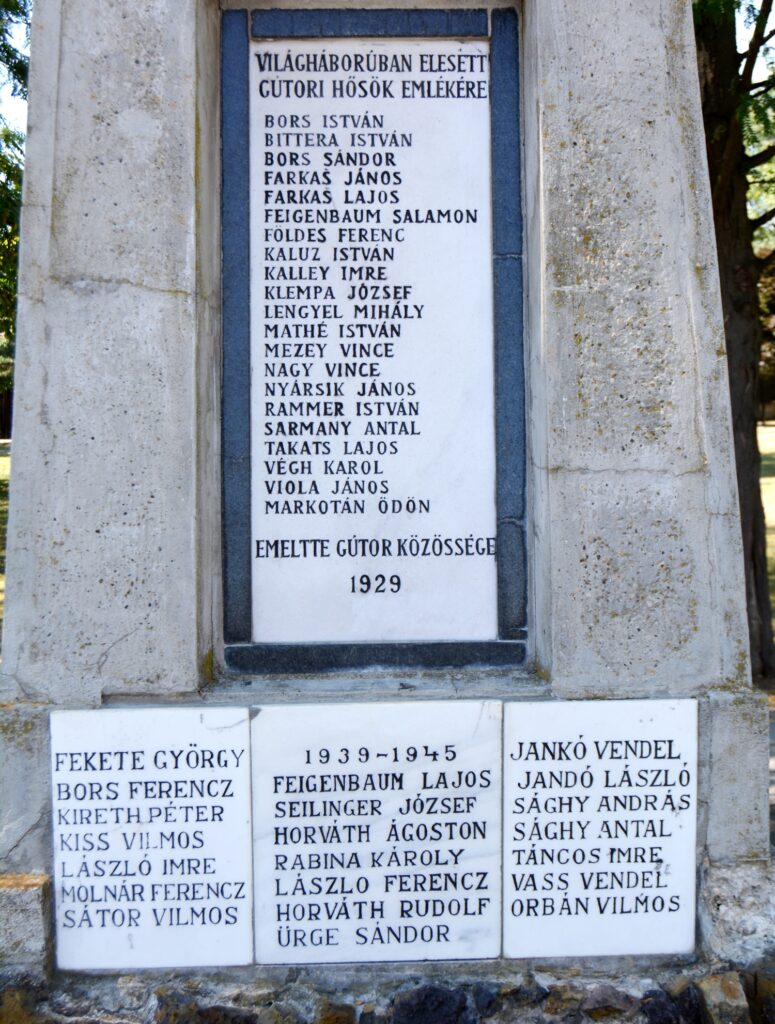 VILÁGHÁBORÚBAN ELESETT
GÚTORI HŐSÖK EMLÉKÉRE
BORS ISTVÁN
BITTERA ISTVÁN
BORS SÁNDOR
FARKAŠ JÁNOS
FARKAŠ LAJOS
FEIGENBAUM SALAMON
FÖLDES FERENC
KALUZ ISTVÁN
KALLEY IMRE
KLEMPA JÓZSEF
LENGYEL MIHÁLY
MATHÉ ISTVÁN
MEZEY VINCE
NAGY VINCE
NYÁRSIK JÁNOS
RAMMER ISTVÁN
SARMANY ANTAL
TAKATS LAJOS
VÉGH KAROL
VIOLA JÁNOS
MARKOTÁN ÖDÖN
EMELTTE GÚTOR KÖZÖSSÉGE
1929
FEKETE GYÖRGY
BORS FERENCZ
KIRETH PÉTER
KISS VILMOS
LÁSZLÓ IMRE
MOLNÁR FERENCZ
SÁTOR VILMOS
1939-1945
FEIGENBAUM LAJOS
SEILINGER JÓZSEF
HORVÁTH ÁGOSTON
RABINA KÁROLY
LÁSZLO FERENCZ
HORVÁTH RUDOLF
ÜRGE SÁNDOR
JANKÓ VENDEL
JANDÓ LÁSZLÓ
SÁGHY ANDRÁS
SÁGHY ANTAL
TÁNCOS IMRE
VASS VENDEL
ORBÁN VILMOS